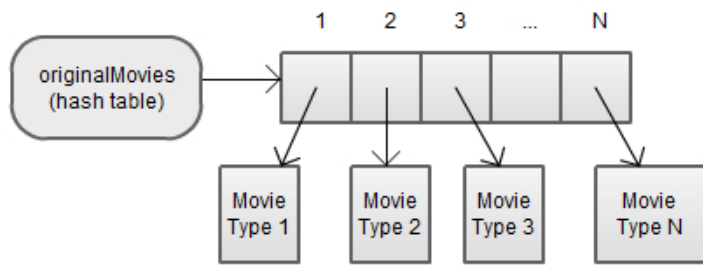 1 2 3 ... N
originalMovies
(hash table)
Movie
Type 1
Movie
Type 2
Movie
Type 3
Movie
Type N